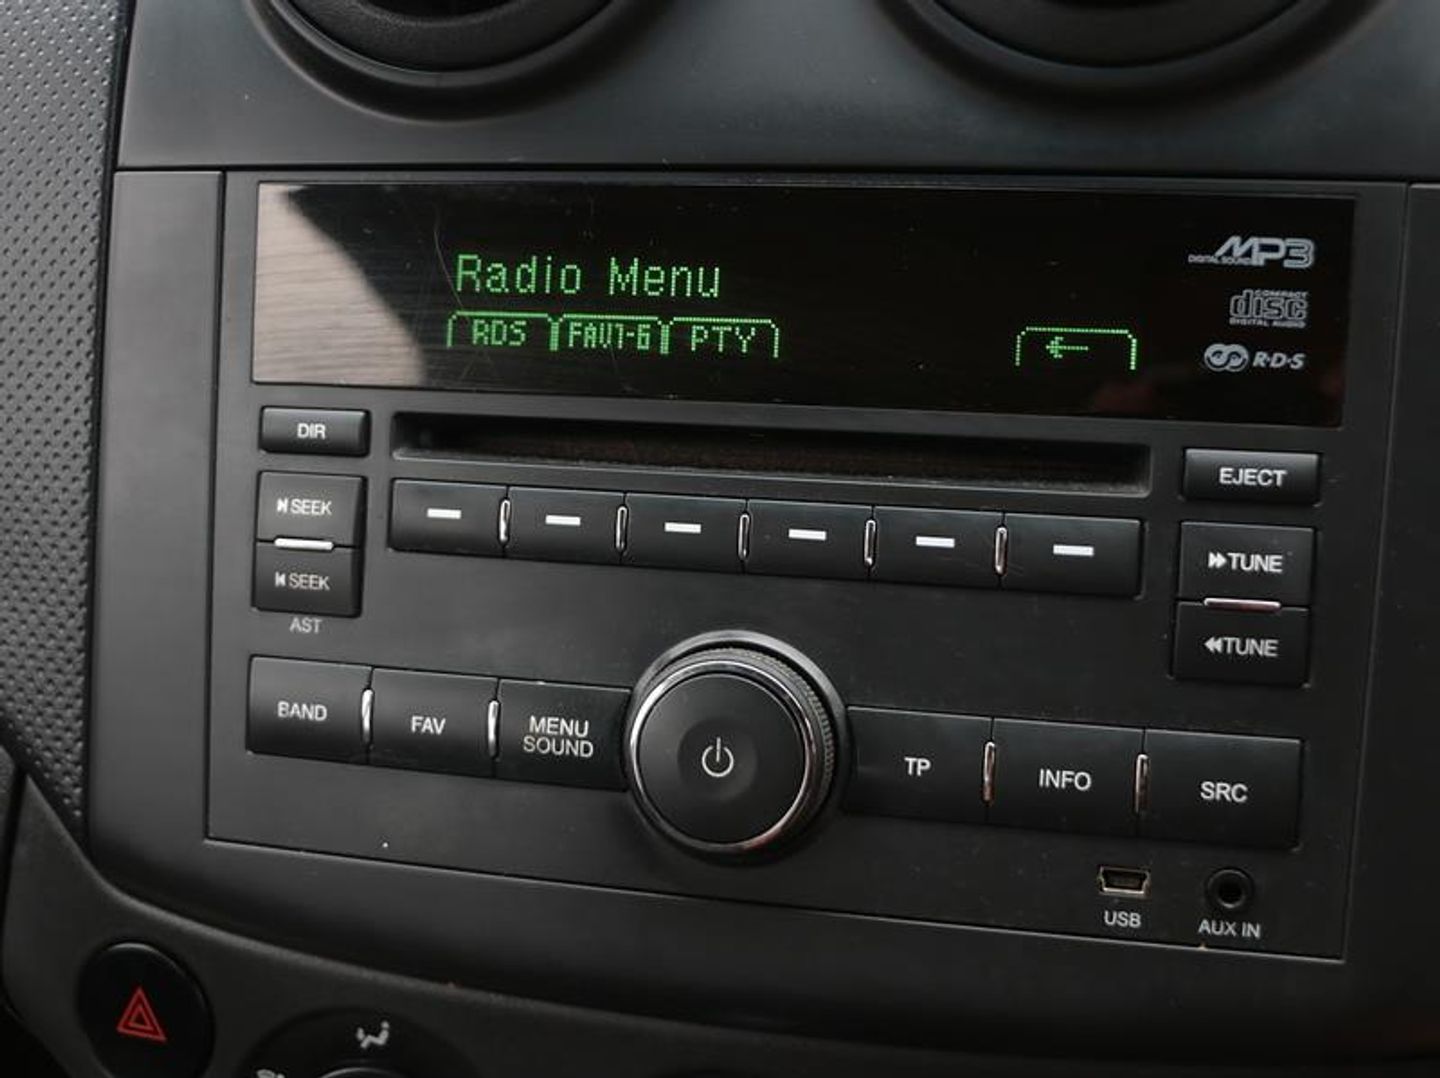 Radio Menu
RDS FAV1-6 PTY
MP3
DIGITAL SOUND
COMPACT
disc
DIGITAL AUDIO
R·D·S
DIR
EJECT
SEEK
SEEK
AST
TUNE
TUNE
BAND
FAV
MENU
SOUND
TP
INFO
SRC
USB
AUX IN